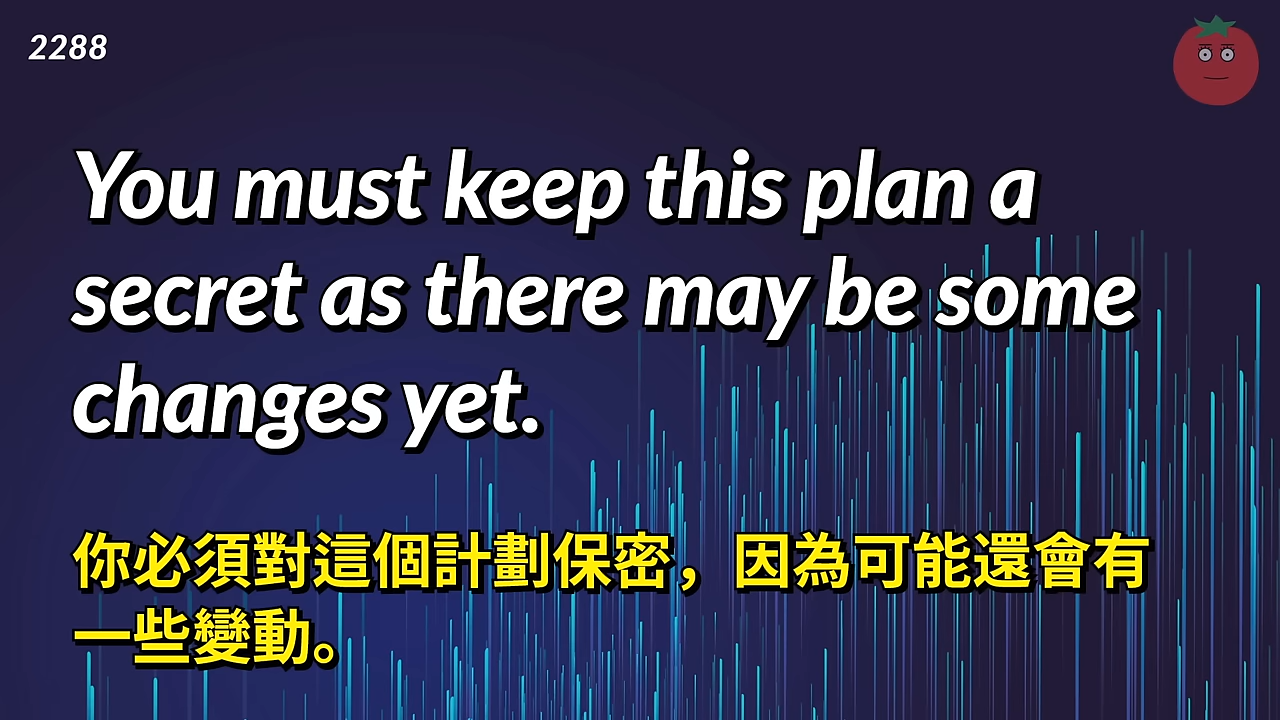 2288
You must keep this plan a
secret as there may be some
changes yet.
你必須對這個計劃保密，因為可能還會有
一些變動。